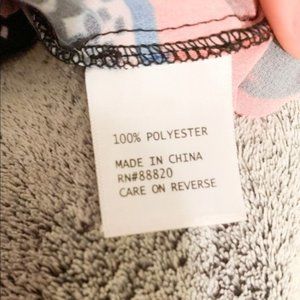 100% POLYESTER
MADE IN CHINA
RN#88820
CARE ON REVERSE